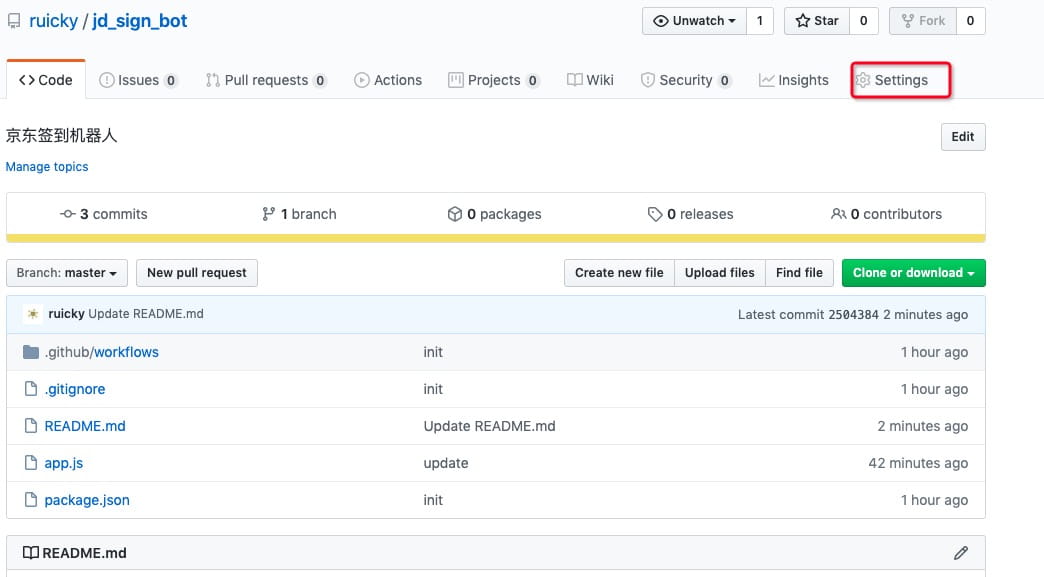 ruicky / jd_sign_bot Unwatch 1 Star 0 Fork 0
Code Issues 0 Pull requests 0 Actions Projects 0 Wiki Security 0 Insights Settings
京东签到机器人 Edit
Manage topics
3 commits 1 branch 0 packages 0 releases 0 contributors
Branch: master New pull request Create new file Upload files Find file Clone or download
ruicky Update README.md Latest commit 2504384 2 minutes ago
.github/workflows init 1 hour ago
.gitignore init 1 hour ago
README.md Update README.md 2 minutes ago
app.js update 42 minutes ago
package.json init 1 hour ago
README.md